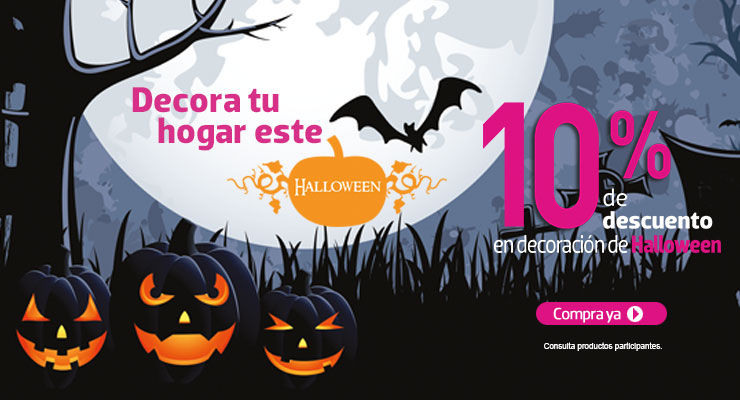 Decora tu
hogar este
HALLOWEEN
10%
de
descuento
en decoración de Halloween
Compra ya
Consulta productos participantes.